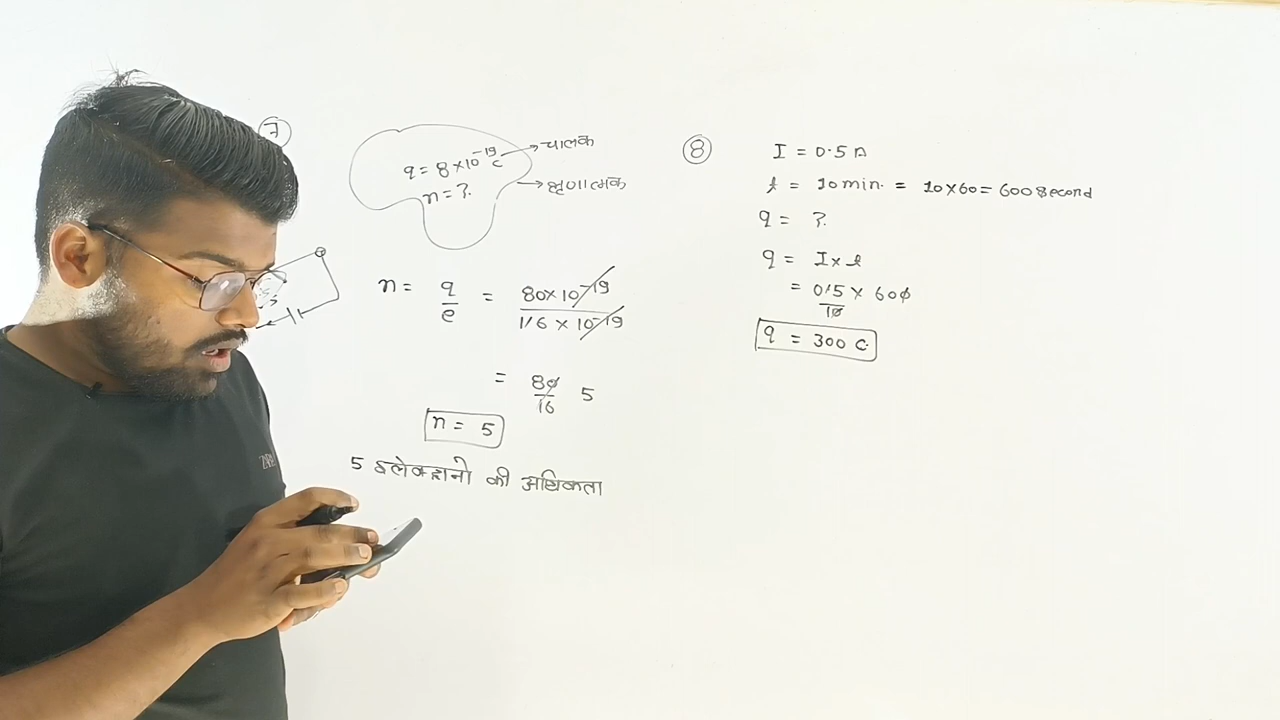 7
q = 8×10⁻¹⁹ C → चालक
n = ?. → ऋणात्मक
n = q/e = 80×10⁻¹⁹/1/6 × 10⁻¹⁹
= 80/16 5
n = 5
5 इलेक्ट्रानो की अधिकता
8
I = 0.5 A
t = 10 min. = 10×60 = 600 Second
q = ?.
q = I×t
= 0/5/10 × 600
q = 300 C.